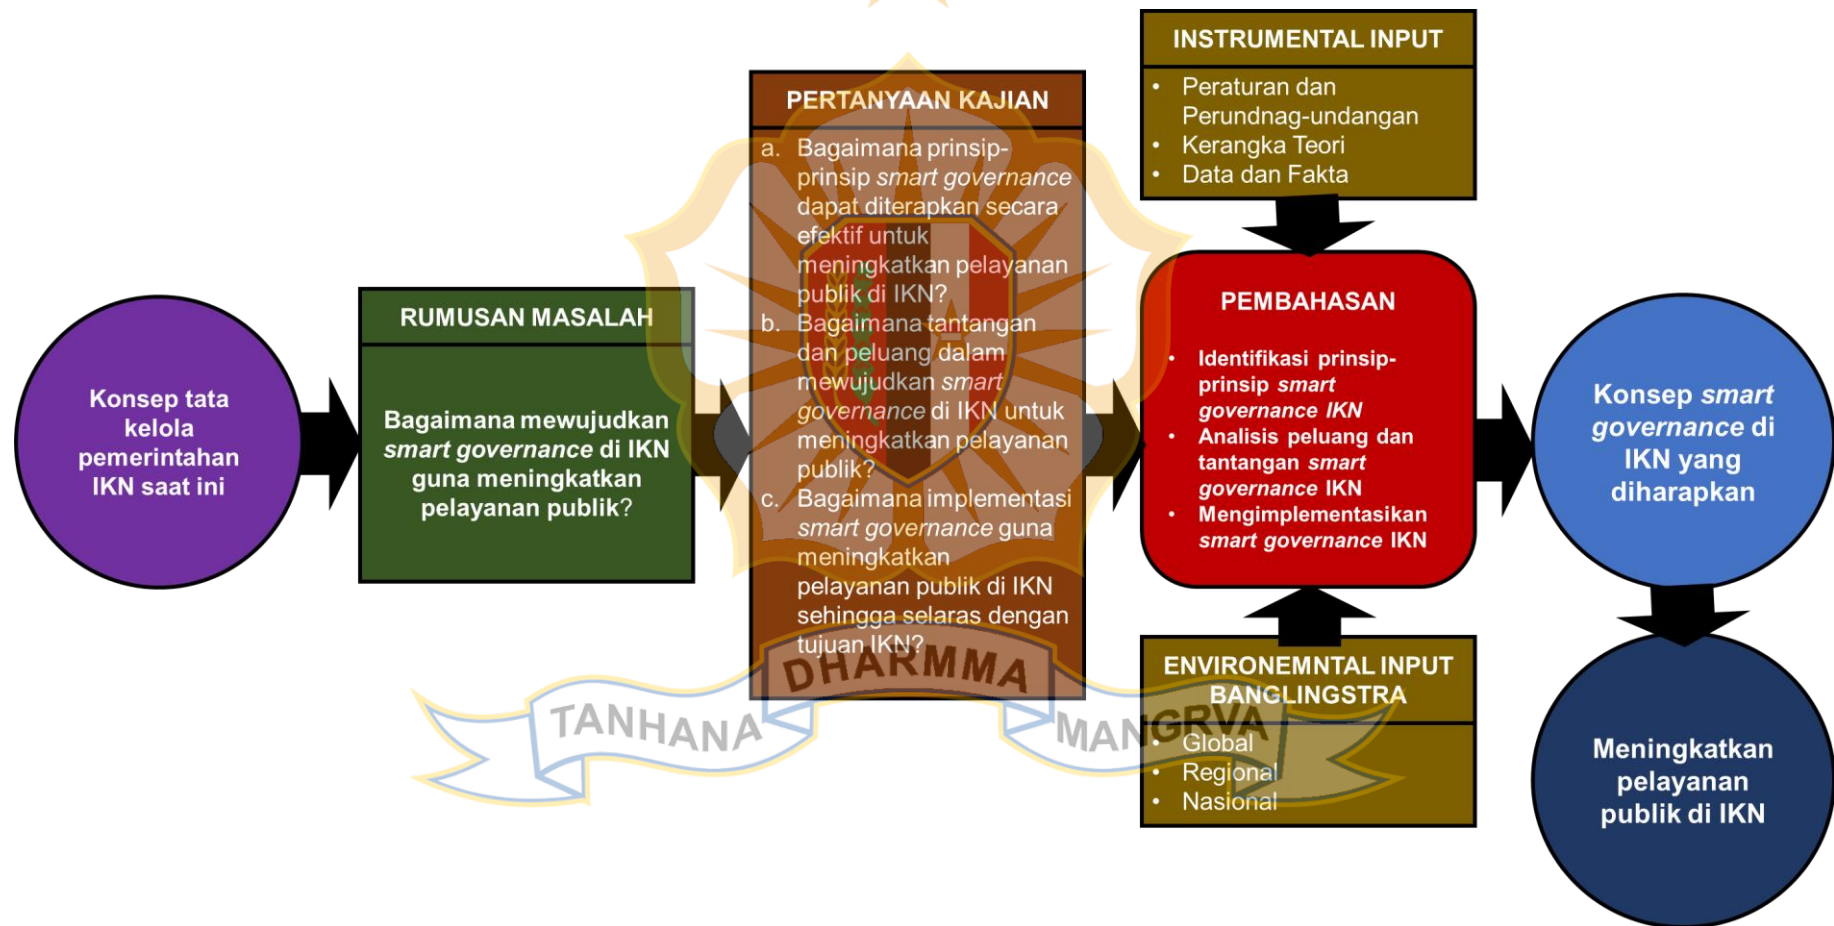 Konsep tata
kelola
pemerintahan
IKN saat ini
RUMUSAN MASALAH
Bagaimana mewujudkan
smart governance di IKN
guna meningkatkan
pelayanan publik?
PERTANYAAN KAJIAN
a. Bagaimana prinsip-
prinsip smart governance
dapat diterapkan secara
efektif untuk
meningkatkan pelayanan
publik di IKN?
b. Bagaimana tantangan
dan peluang dalam
mewujudkan smart
governance di IKN untuk
meningkatkan pelayanan
publik?
c. Bagaimana implementasi
smart governance guna
meningkatkan
pelayanan publik di IKN
sehingga selaras dengan
tujuan IKN?
INSTRUMENTAL INPUT
• Peraturan dan
Perundnag-undangan
• Kerangka Teori
• Data dan Fakta
PEMBAHASAN
• Identifikasi prinsip-
prinsip smart
governance IKN
• Analisis peluang dan
tantangan smart
governance IKN
• Mengimplementasikan
smart governance IKN
ENVIRONEMNTAL INPUT
BANGLINGSTRA
• Global
• Regional
• Nasional
Konsep smart
governance di
IKN yang
diharapkan
Meningkatkan
pelayanan
publik di IKN
TANHANA DHARMMA MANGRVA